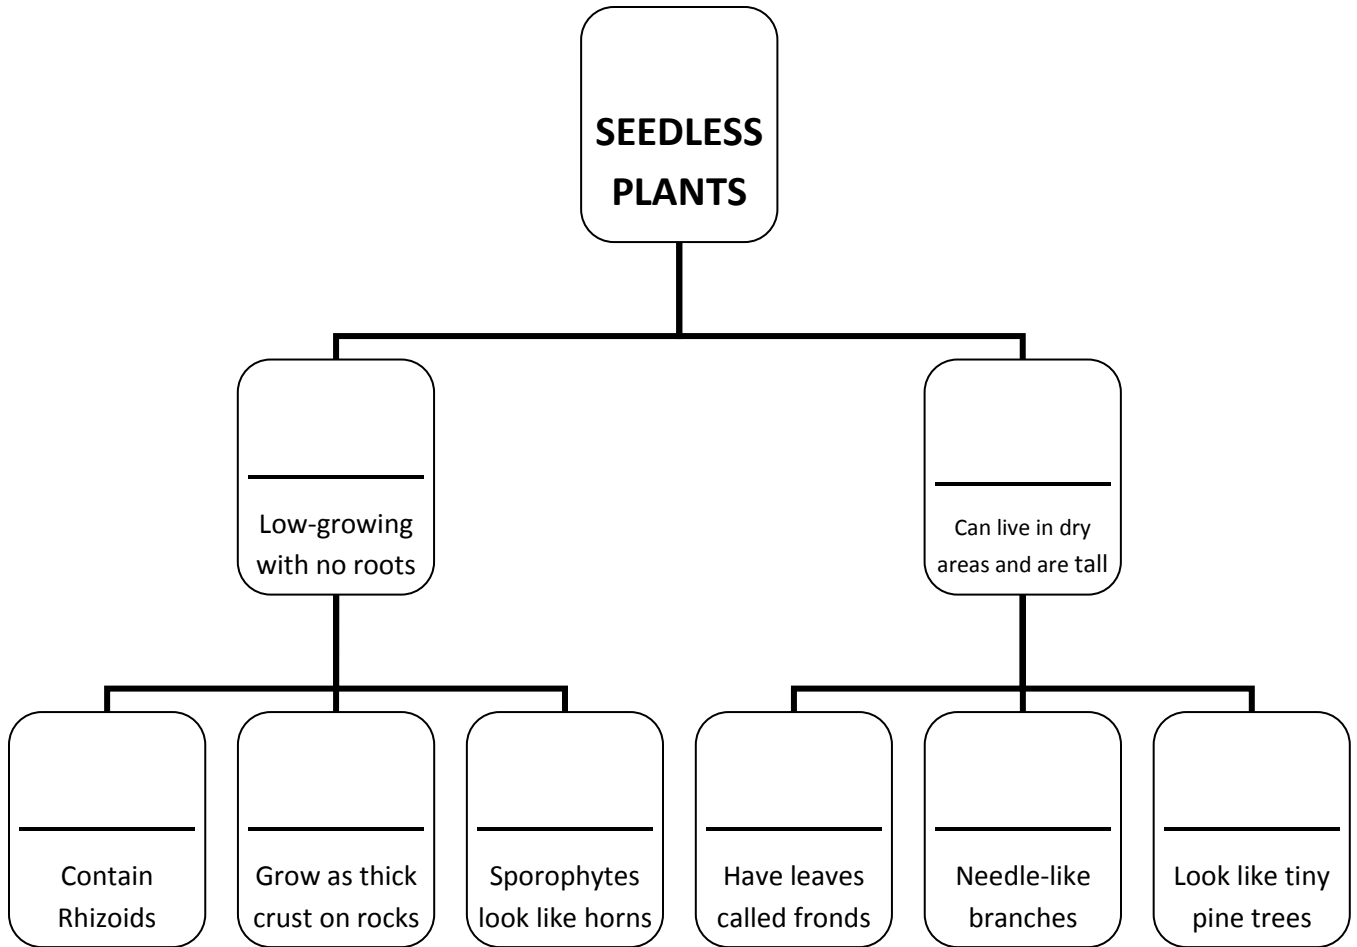 SEEDLESS
PLANTS
Low-growing
with no roots
Can live in dry
areas and are tall
Contain
Rhizoids
Grow as thick
crust on rocks
Sporophytes
look like horns
Have leaves
called fronds
Needle-like
branches
Look like tiny
pine trees